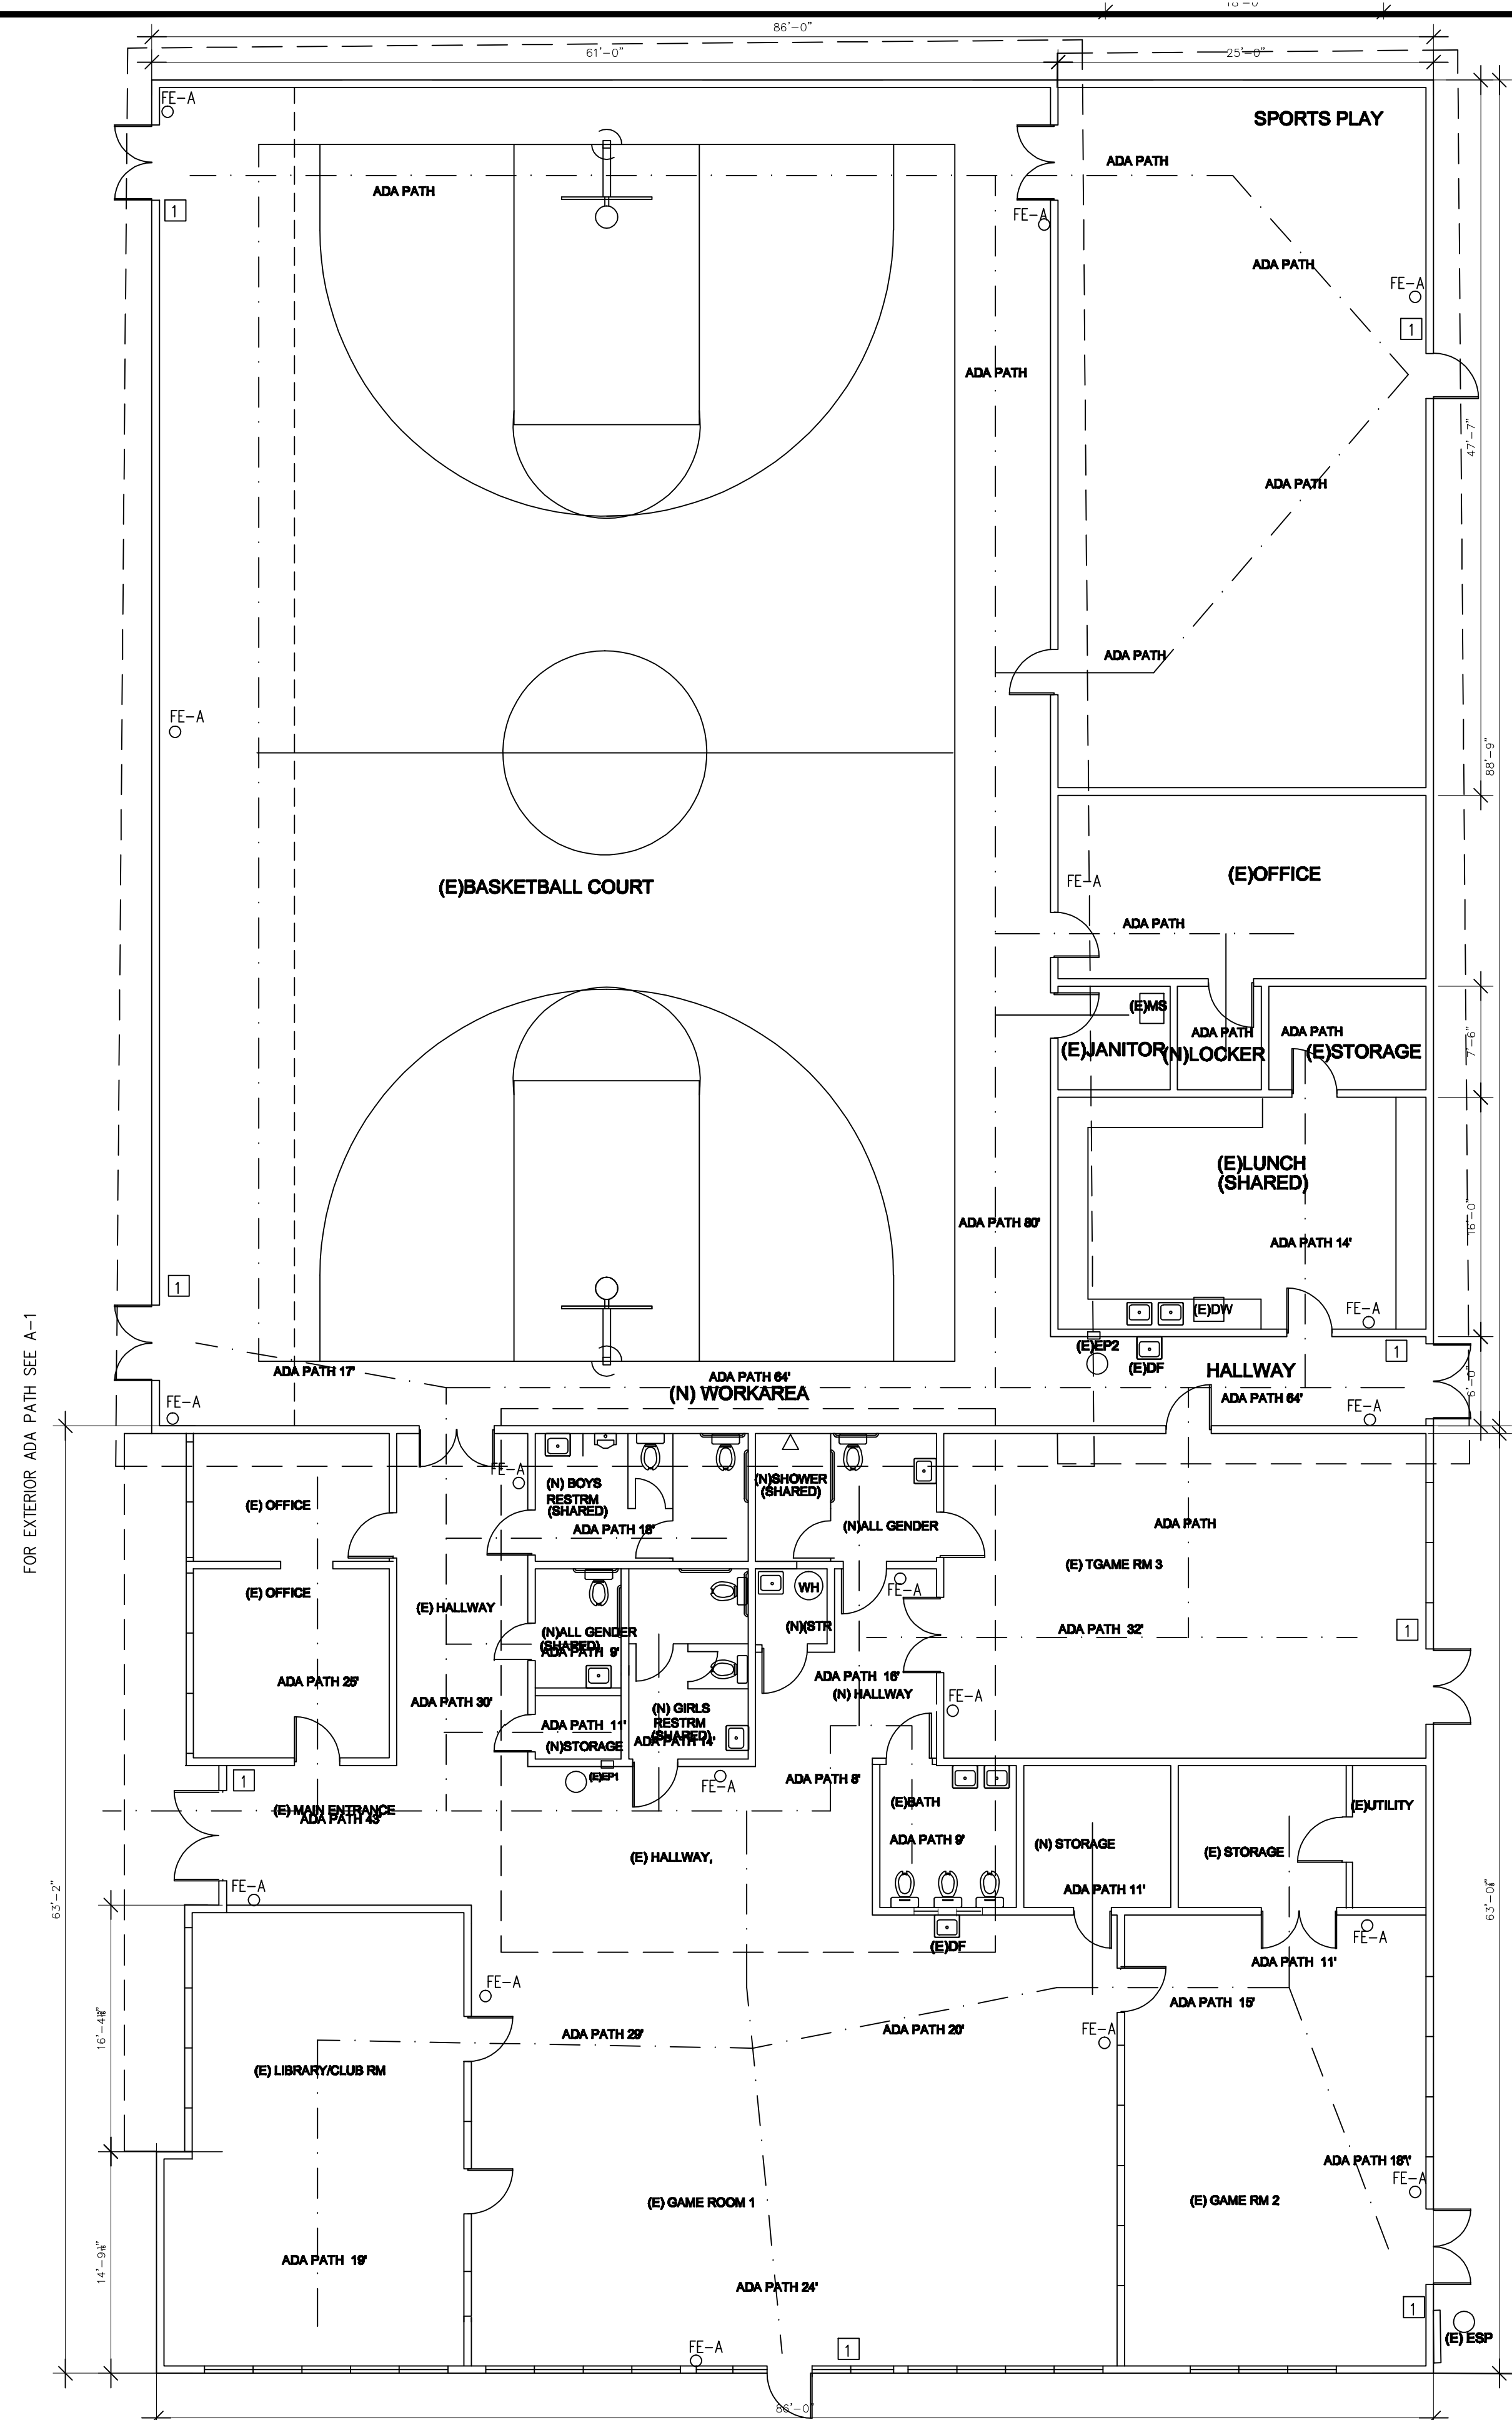 86'-0"
61'-0"
25'-0"
FE-A
SPORTS PLAY
ADA PATH
ADA PATH
1
FE-A
ADA PATH
FE-A
1
ADA PATH
47'-7"
ADA PATH
ADA PATH
FE-A
88'-9"
(E)BASKETBALL COURT
FE-A
(E)OFFICE
ADA PATH
(E)MS
ADA PATH
ADA PATH
(E)JANITOR
(N)LOCKER
(E)STORAGE
7'-6"
(E)LUNCH
(SHARED)
ADA PATH 80'
16'-0"
ADA PATH 14'
1
(E)DW
FE-A
(E)EP2
(E)DF
1
HALLWAY
ADA PATH 17'
ADA PATH 64'
(N) WORKAREA
ADA PATH 64'
6'-0"
FE-A
FE-A
FOR EXTERIOR ADA PATH SEE A-1
FE-A
(N) BOYS
RESTRM
(SHARED)
(N)SHOWER
(SHARED)
(E) OFFICE
ADA PATH 18'
(N)ALL GENDER
ADA PATH
(E) TGAME RM 3
(E) OFFICE
WH
FE-A
(E) HALLWAY
(N)ALL GENDER
(SHARED)
ADA PATH 9'
(N)(STR
ADA PATH 32'
1
ADA PATH 25'
ADA PATH 16'
(N) HALLWAY
ADA PATH 30'
(N) GIRLS
RESTRM
(SHARED)
ADA PATH 14'
FE-A
ADA PATH 11'
(N)STORAGE
(E)EP1
FE-A
ADA PATH 8'
1
(E) MAIN ENTRANCE
ADA PATH 43'
(E)BATH
(E)UTILITY
ADA PATH 9'
(N) STORAGE
(E) STORAGE
(E) HALLWAY,
FE-A
ADA PATH 11'
63'-2"
(E)DF
FE-A
ADA PATH 11'
FE-A
ADA PATH 15'
ADA PATH 29'
ADA PATH 20'
FE-A
(E) LIBRARY/CLUB RM
ADA PATH 18'
FE-A
(E) GAME ROOM 1
(E) GAME RM 2
ADA PATH 19'
ADA PATH 24'
1
FE-A
1
(E) ESP
86'-0"